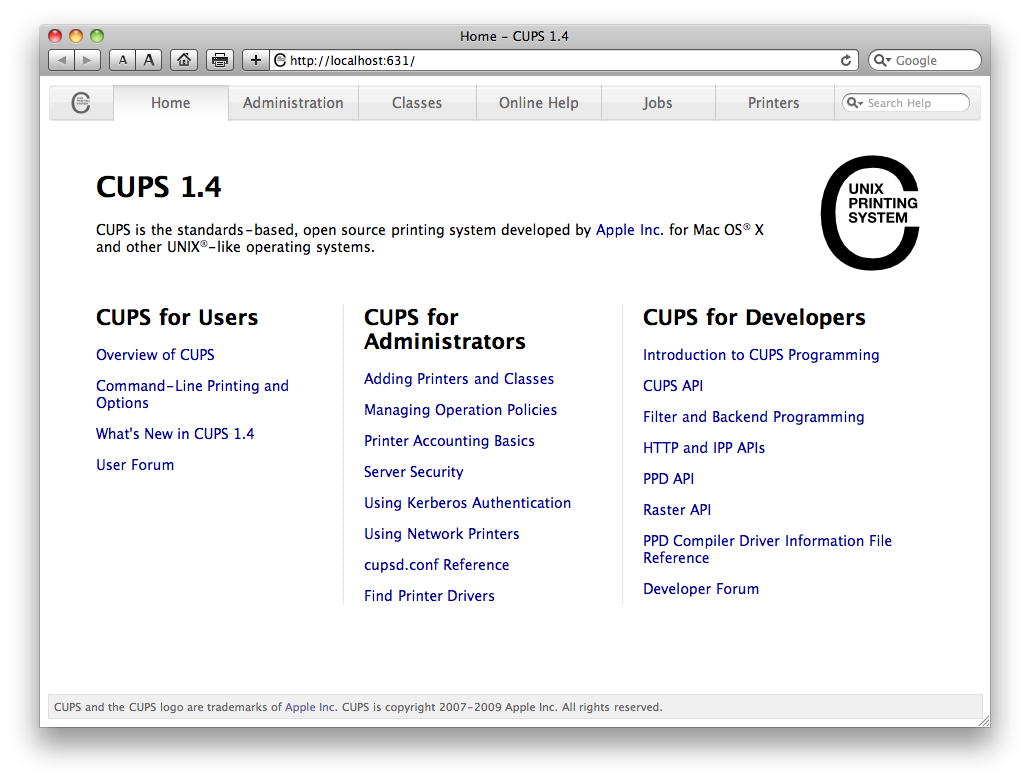 Home – CUPS 1.4
A A
http://localhost:631/
Google
UNIX PRINTING SYSTEM
Home
Administration
Classes
Online Help
Jobs
Printers
Search Help
CUPS 1.4
CUPS is the standards-based, open source printing system developed by Apple Inc. for Mac OS® X
and other UNIX®-like operating systems.
UNIX
PRINTING
SYSTEM
CUPS for Users
Overview of CUPS
Command-Line Printing and
Options
What's New in CUPS 1.4
User Forum
CUPS for
Administrators
Adding Printers and Classes
Managing Operation Policies
Printer Accounting Basics
Server Security
Using Kerberos Authentication
Using Network Printers
cupsd.conf Reference
Find Printer Drivers
CUPS for Developers
Introduction to CUPS Programming
CUPS API
Filter and Backend Programming
HTTP and IPP APIs
PPD API
Raster API
PPD Compiler Driver Information File
Reference
Developer Forum
CUPS and the CUPS logo are trademarks of Apple Inc. CUPS is copyright 2007-2009 Apple Inc. All rights reserved.